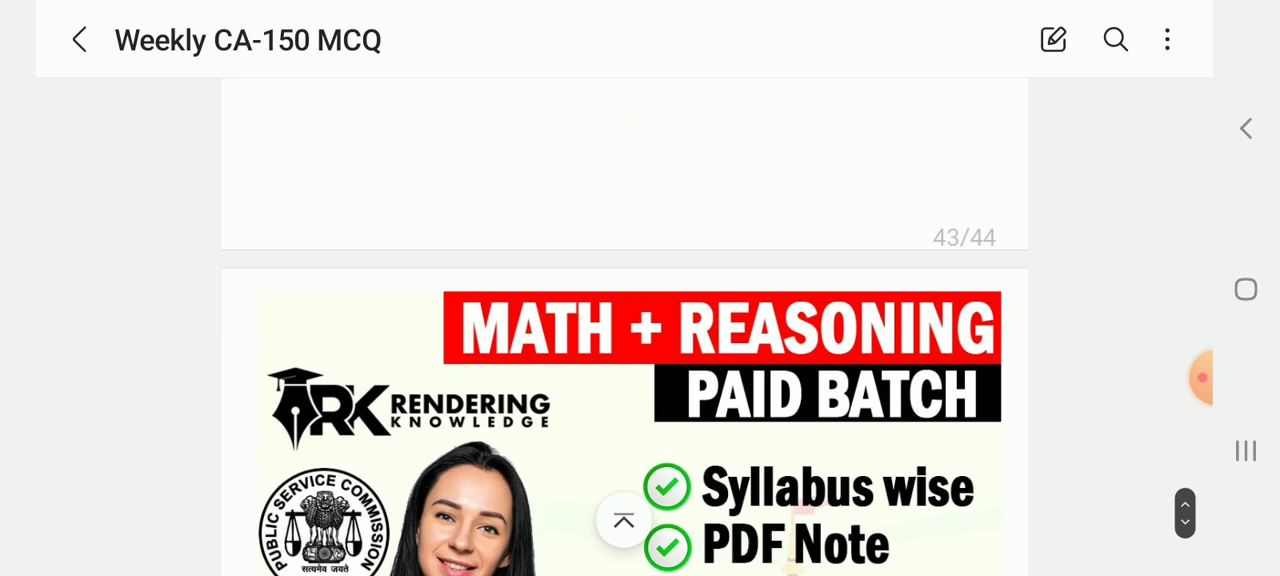 Weekly CA-150 MCQ
43/44
MATH + REASONING
PAID BATCH
RK RENDERING
KNOWLEDGE
PUBLIC SERVICE COMMISSION
सत्यमेव जयते
Syllabus wise
PDF Note